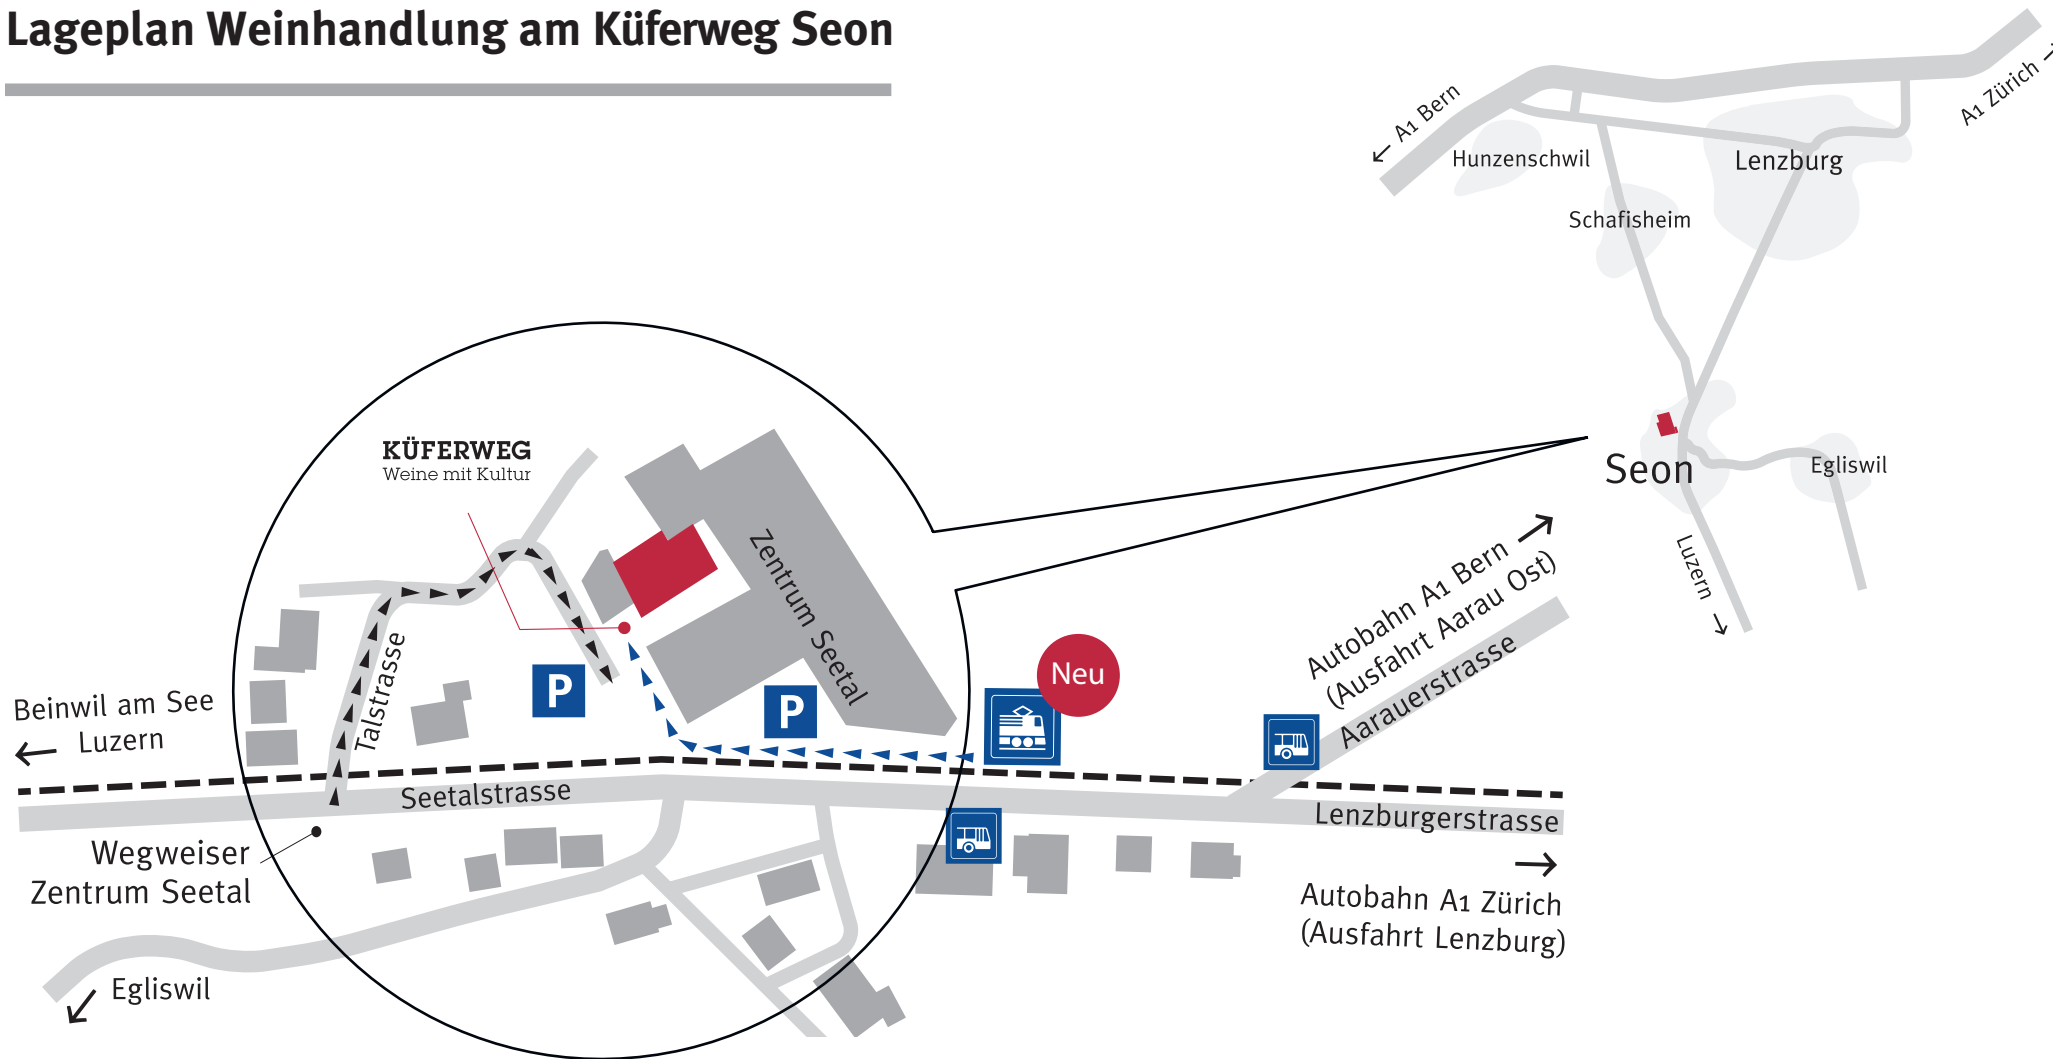 Lageplan Weinhandlung am Küferweg Seon
← A1 Bern
A1 Zürich →
Hunzenschwil
Lenzburg
Schafisheim
Seon
Egliswil
Luzern →
KÜFERWEG
Weine mit Kultur
Zentrum Seetal
Talstrasse
P
P
Neu
Autobahn A1 Bern →
(Ausfahrt Aarau Ost)
Aarauerstrasse
Beinwil am See
← Luzern
Seetalstrasse
Lenzburgerstrasse
→
Autobahn A1 Zürich
(Ausfahrt Lenzburg)
Wegweiser
Zentrum Seetal
Egliswil